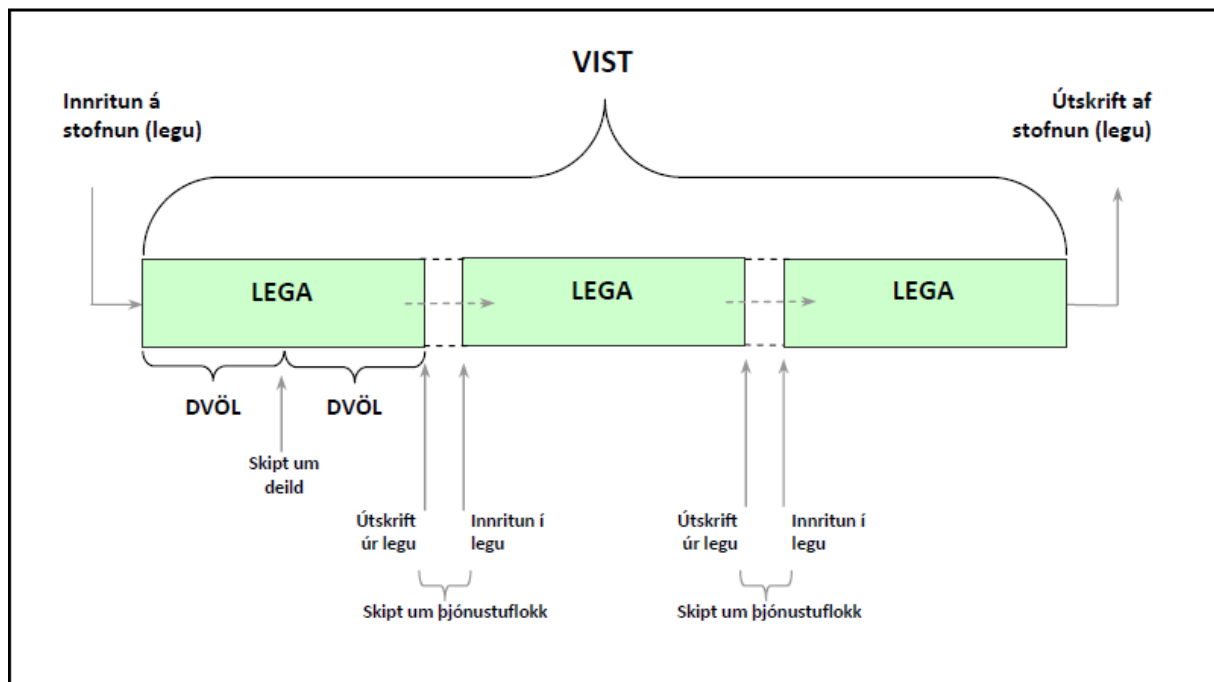 VIST
Innritun á
stofnun (legu)
Útskrift af
stofnun (legu)
LEGA
LEGA
LEGA
DVÖL
DVÖL
Skipt um
deild
Útskrift
úr legu
Innritun í
legu
Útskrift
úr legu
Innritun í
legu
Skipt um þjónustuflokk
Skipt um þjónustuflokk